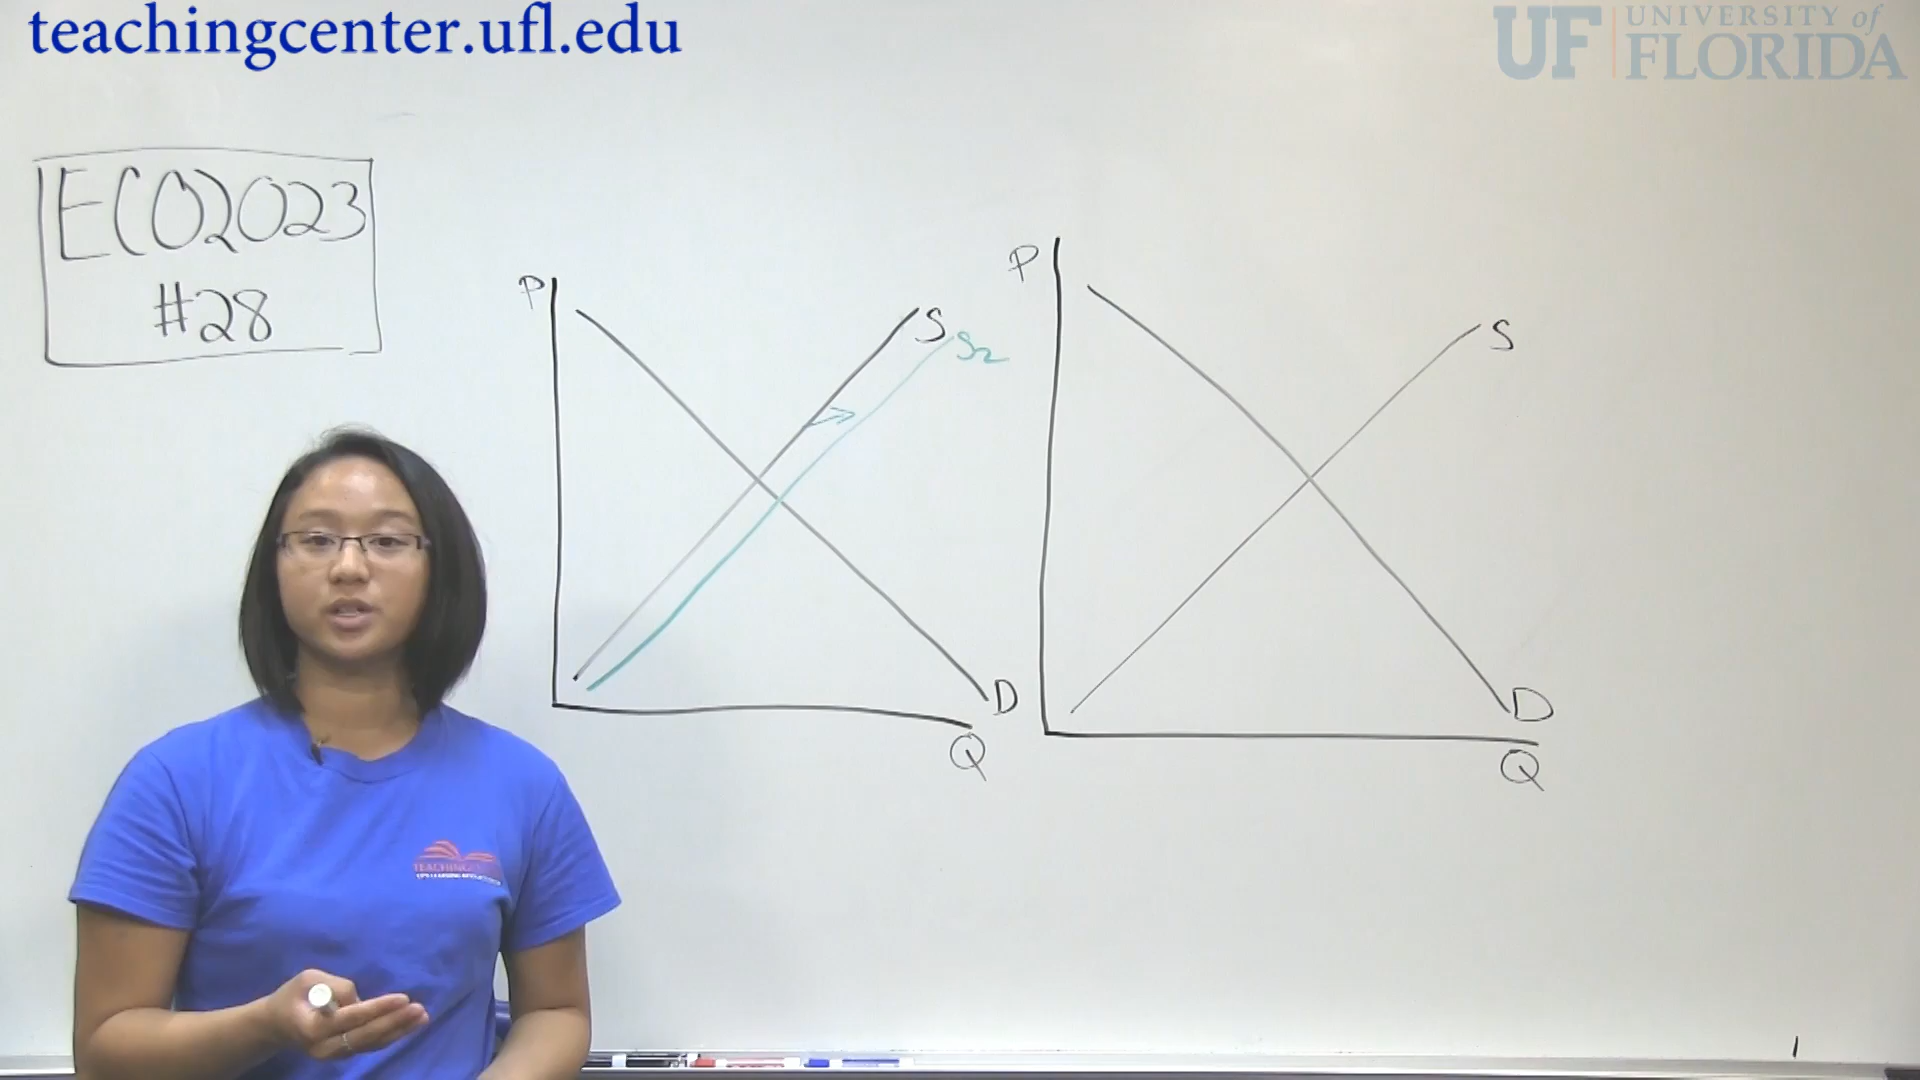 teachingcenter.ufl.edu
UF UNIVERSITY of
FLORIDA
ECO2023
#28
P
S
S2
D
Q
P
S
D
Q